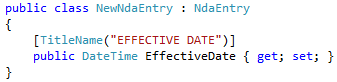 public class NewNdaEntry : NdaEntry
{
    [TitleName("EFFECTIVE DATE")]
    public DateTime EffectiveDate { get; set; }
}